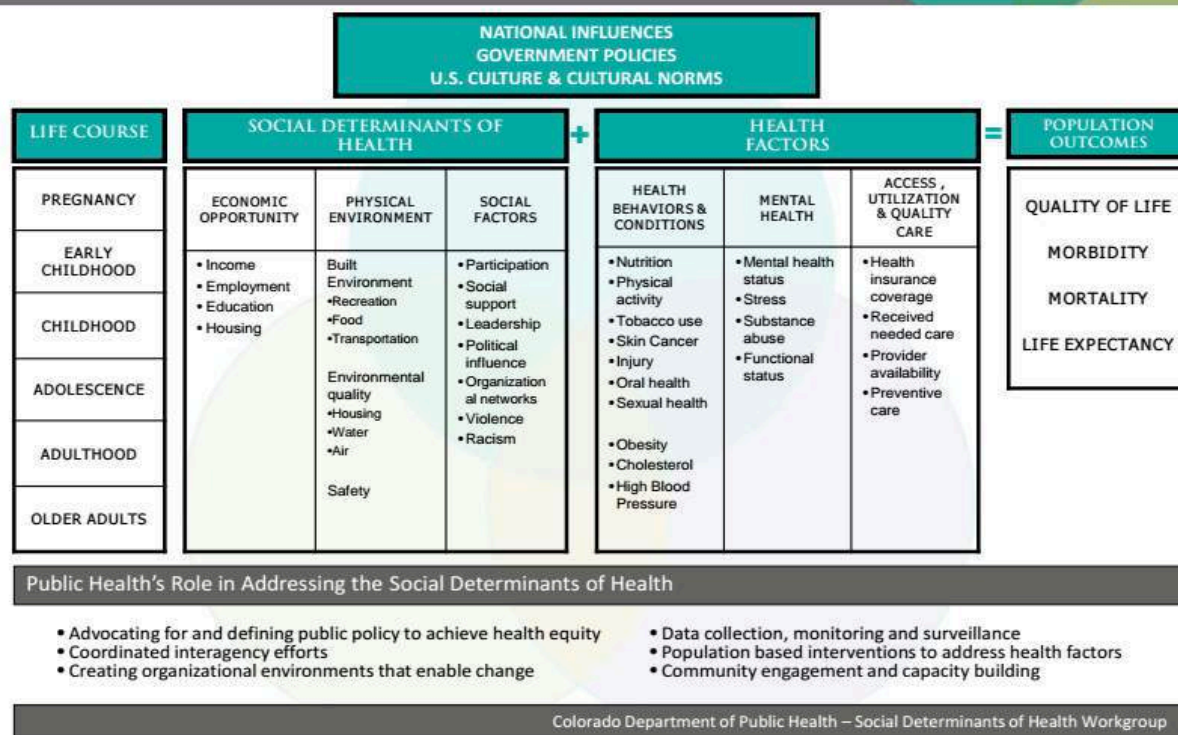 NATIONAL INFLUENCES
GOVERNMENT POLICIES
U.S. CULTURE & CULTURAL NORMS
LIFE COURSE
PREGNANCY
EARLY
CHILDHOOD
CHILDHOOD
ADOLESCENCE
ADULTHOOD
OLDER ADULTS
SOCIAL DETERMINANTS OF
HEALTH
ECONOMIC
OPPORTUNITY
• Income
• Employment
• Education
• Housing
PHYSICAL
ENVIRONMENT
Built
Environment
•Recreation
•Food
•Transportation
Environmental
quality
•Housing
•Water
•Air
Safety
SOCIAL
FACTORS
•Participation
•Social
support
•Leadership
•Political
influence
•Organization
al networks
•Violence
•Racism
+
HEALTH
FACTORS
HEALTH
BEHAVIORS &
CONDITIONS
•Nutrition
•Physical
activity
•Tobacco use
•Skin Cancer
•Injury
•Oral health
•Sexual health
•Obesity
•Cholesterol
•High Blood
Pressure
MENTAL
HEALTH
•Mental health
status
•Stress
•Substance
abuse
•Functional
status
ACCESS ,
UTILIZATION
& QUALITY
CARE
•Health
insurance
coverage
•Received
needed care
•Provider
availability
•Preventive
care
=
POPULATION
OUTCOMES
QUALITY OF LIFE
MORBIDITY
MORTALITY
LIFE EXPECTANCY
Public Health's Role in Addressing the Social Determinants of Health
• Advocating for and defining public policy to achieve health equity
• Coordinated interagency efforts
• Creating organizational environments that enable change
• Data collection, monitoring and surveillance
• Population based interventions to address health factors
• Community engagement and capacity building
Colorado Department of Public Health – Social Determinants of Health Workgroup